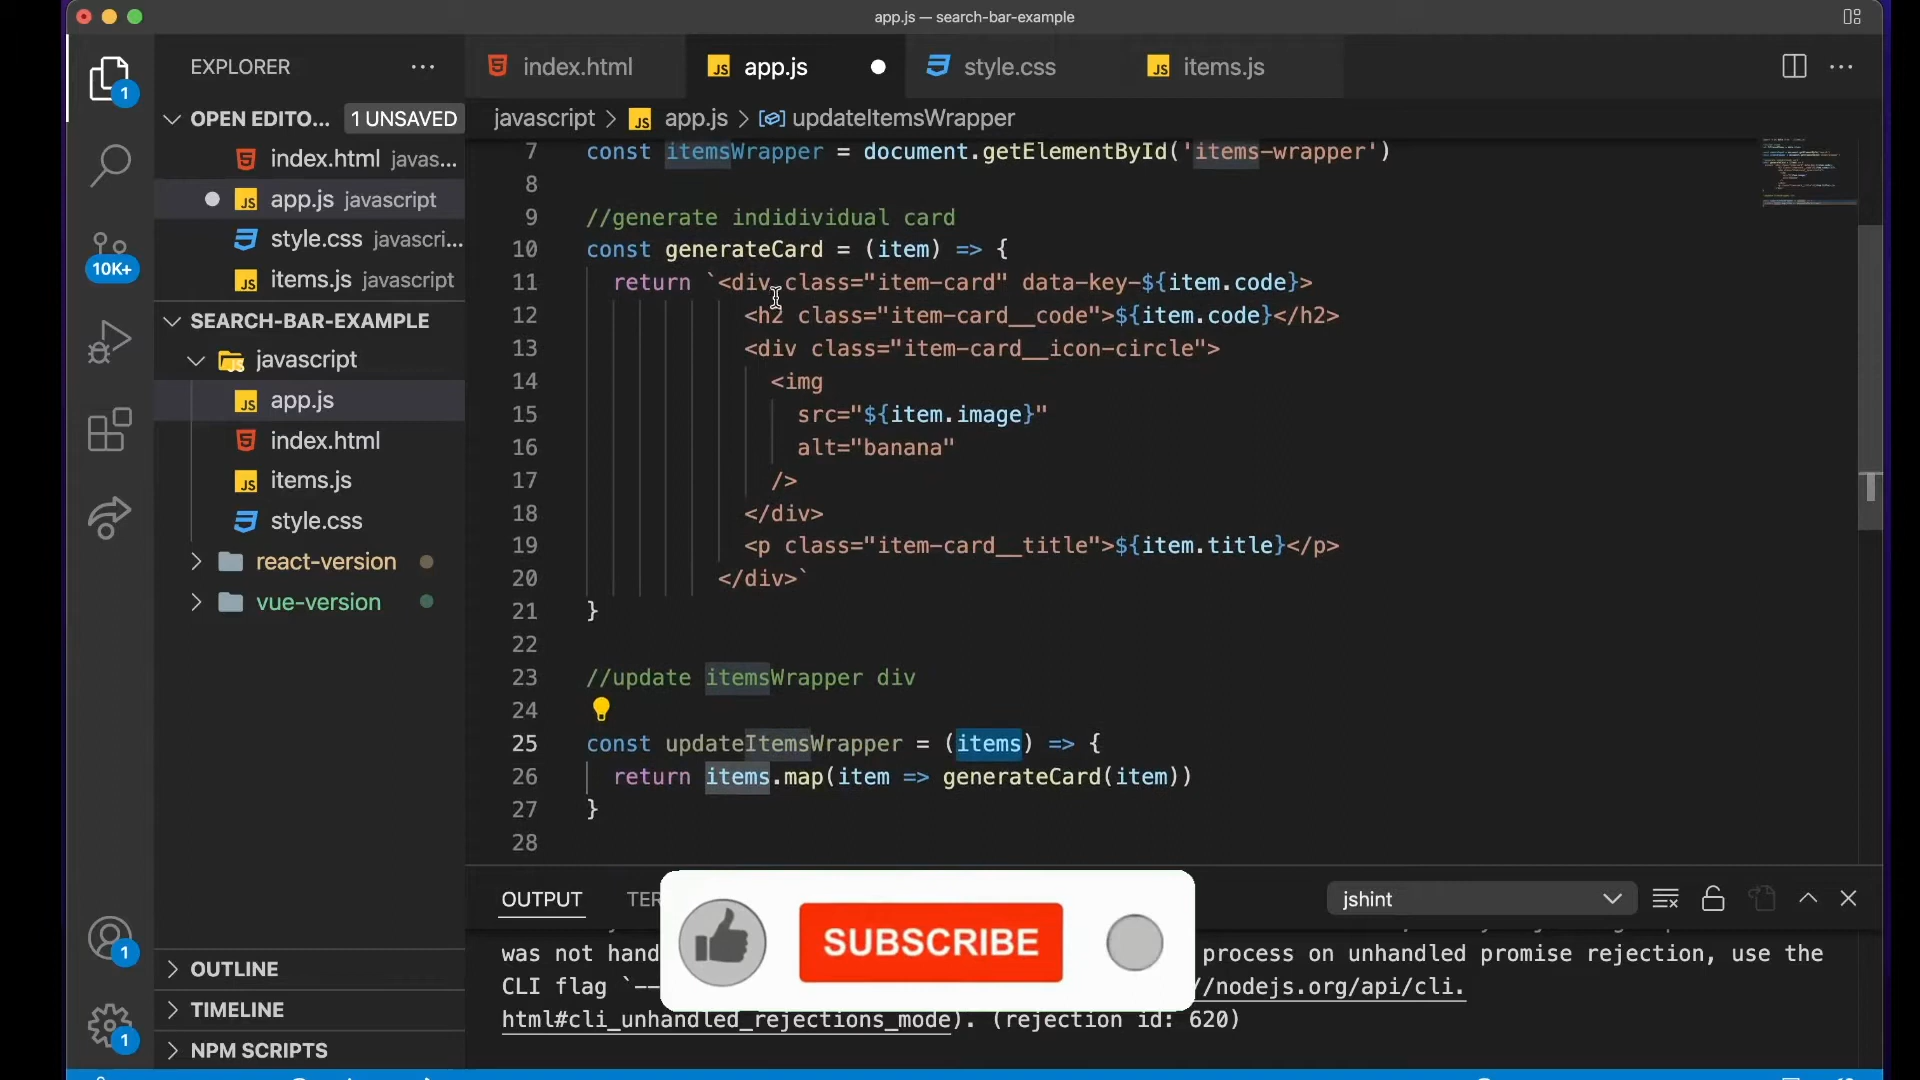 app.js — search-bar-example
EXPLORER
index.html
app.js
style.css
items.js
1
OPEN EDITO...
1 UNSAVED
javascript > app.js > updateItemsWrapper
index.html javas...
app.js javascript
style.css javascri...
items.js javascript
10K+
SEARCH-BAR-EXAMPLE
javascript
app.js
index.html
items.js
style.css
react-version
vue-version
7 const itemsWrapper = document.getElementById('items-wrapper')
8
9 //generate indidividual card
10 const generateCard = (item) => {
11 return `<div class="item-card" data-key-${item.code}>
12 <h2 class="item-card__code">${item.code}</h2>
13 <div class="item-card__icon-circle">
14 <img
15 src="${item.image}"
16 alt="banana"
17 />
18 </div>
19 <p class="item-card__title">${item.title}</p>
20 </div>`
21 }
22
23 //update itemsWrapper div
24
25 const updateItemsWrapper = (items) => {
26 return items.map(item => generateCard(item))
27 }
28
OUTPUT
TER
jshint
SUBSCRIBE
was not hand
process on unhandled promise rejection, use the
CLI flag `--
//nodejs.org/api/cli.
html#cli_unhandled_rejections_mode). (rejection id: 620)
1
OUTLINE
TIMELINE
1
NPM SCRIPTS